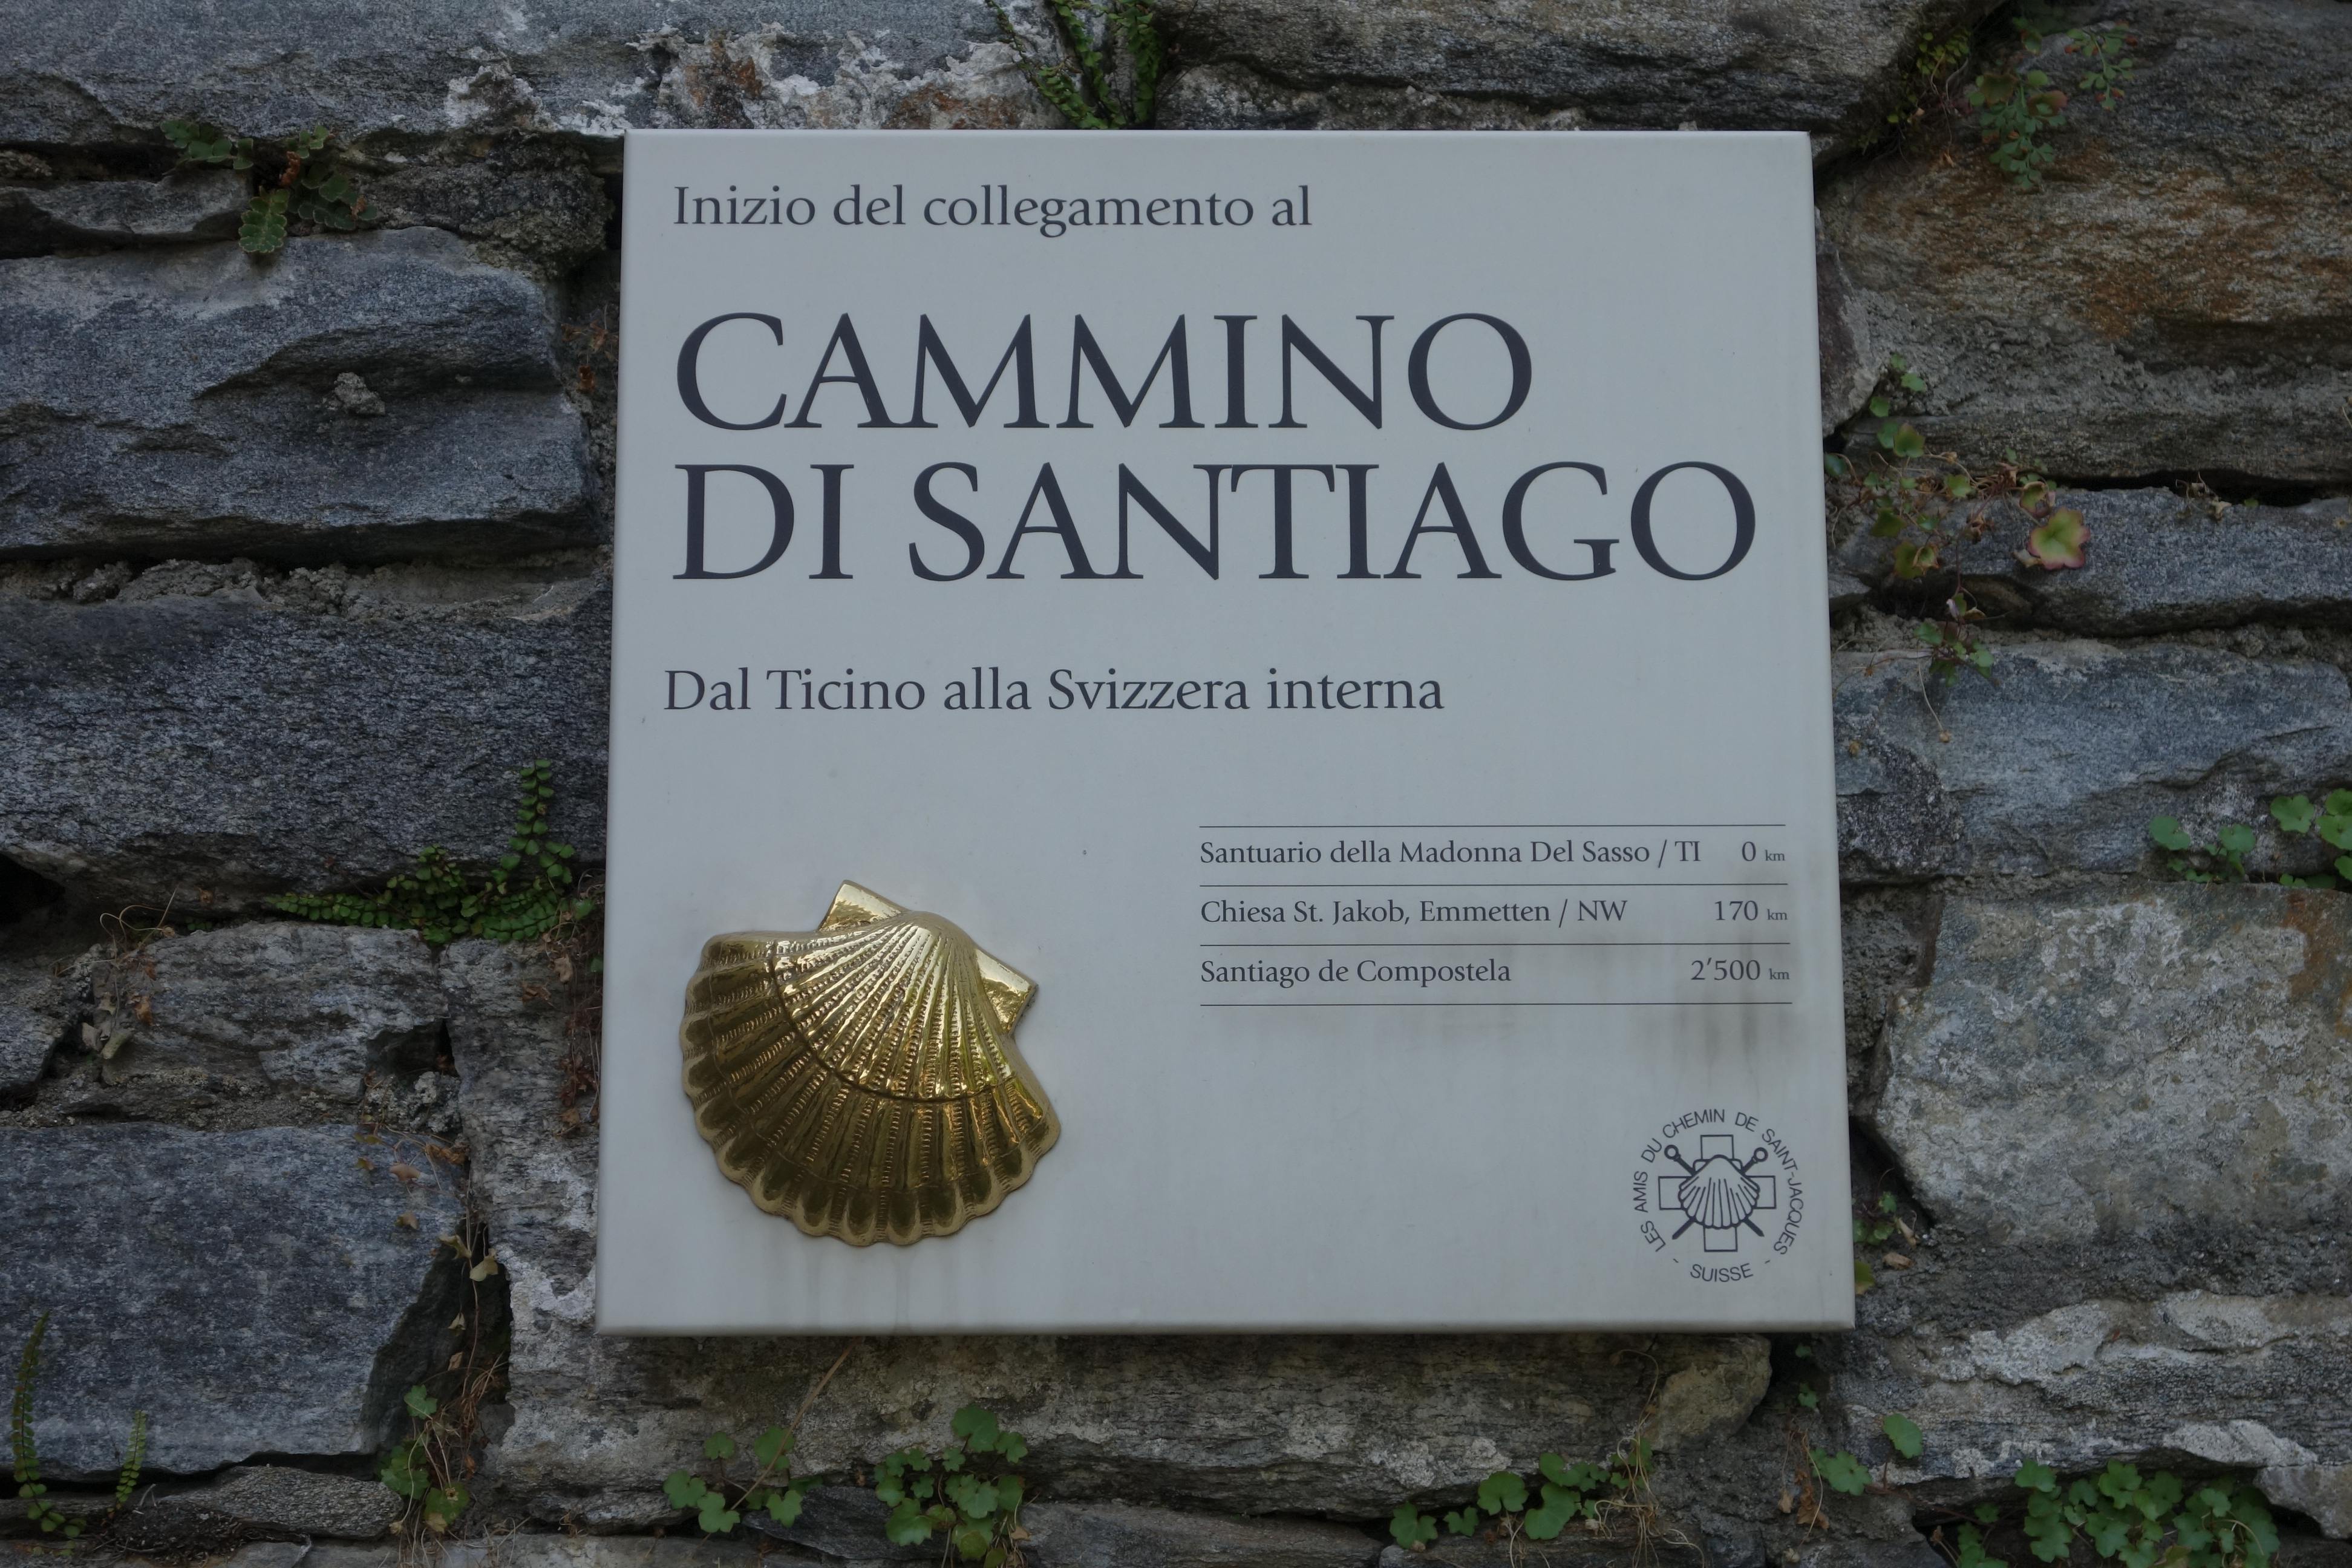 Inizio del collegamento al
CAMMINO
DI SANTIAGO
Dal Ticino alla Svizzera interna
Santuario della Madonna Del Sasso / TI 0 km
Chiesa St. Jakob, Emmetten / NW 170 km
Santiago de Compostela 2'500 km
LES AMIS DU CHEMIN DE SAINT-JACQUES
- SUISSE -